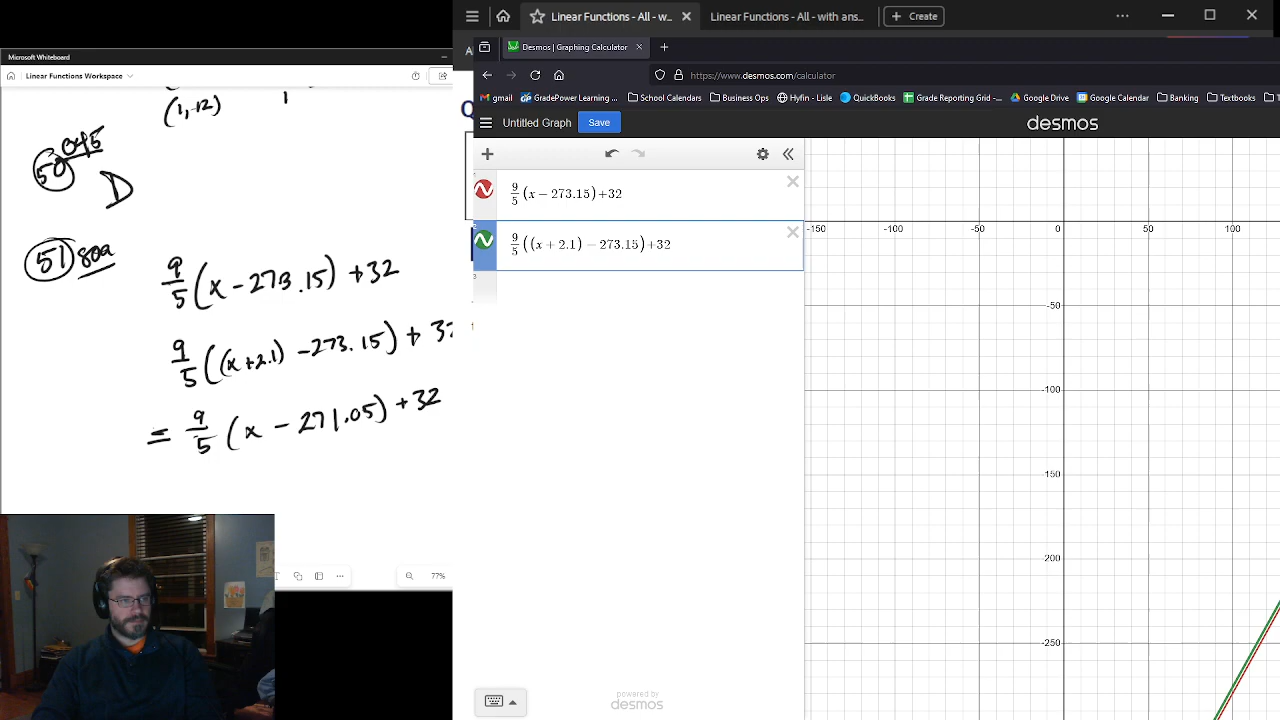 Linear Functions - All - w...
Linear Functions - All - with ans...
Create
Microsoft Whiteboard
Linear Functions Workspace
(1,-12)
50 045
D
51 80a
9/5 (x - 273.15) + 32
9/5 ((x+2.1) - 273.15) + 32
= 9/5 (x - 271.05) + 32
77%
Desmos | Graphing Calculator
https://www.desmos.com/calculator
gmail
GradePower Learning ...
School Calendars
Business Ops
Hyfin - Lisle
QuickBooks
Grade Reporting Grid -...
Google Drive
Google Calendar
Banking
Textbooks
Untitled Graph
Save
desmos
9/5 (x - 273.15) + 32
9/5 ((x + 2.1) - 273.15) + 32
3
-150
-50
0
50
100
-50
-100
-150
-200
-250
powered by
desmos